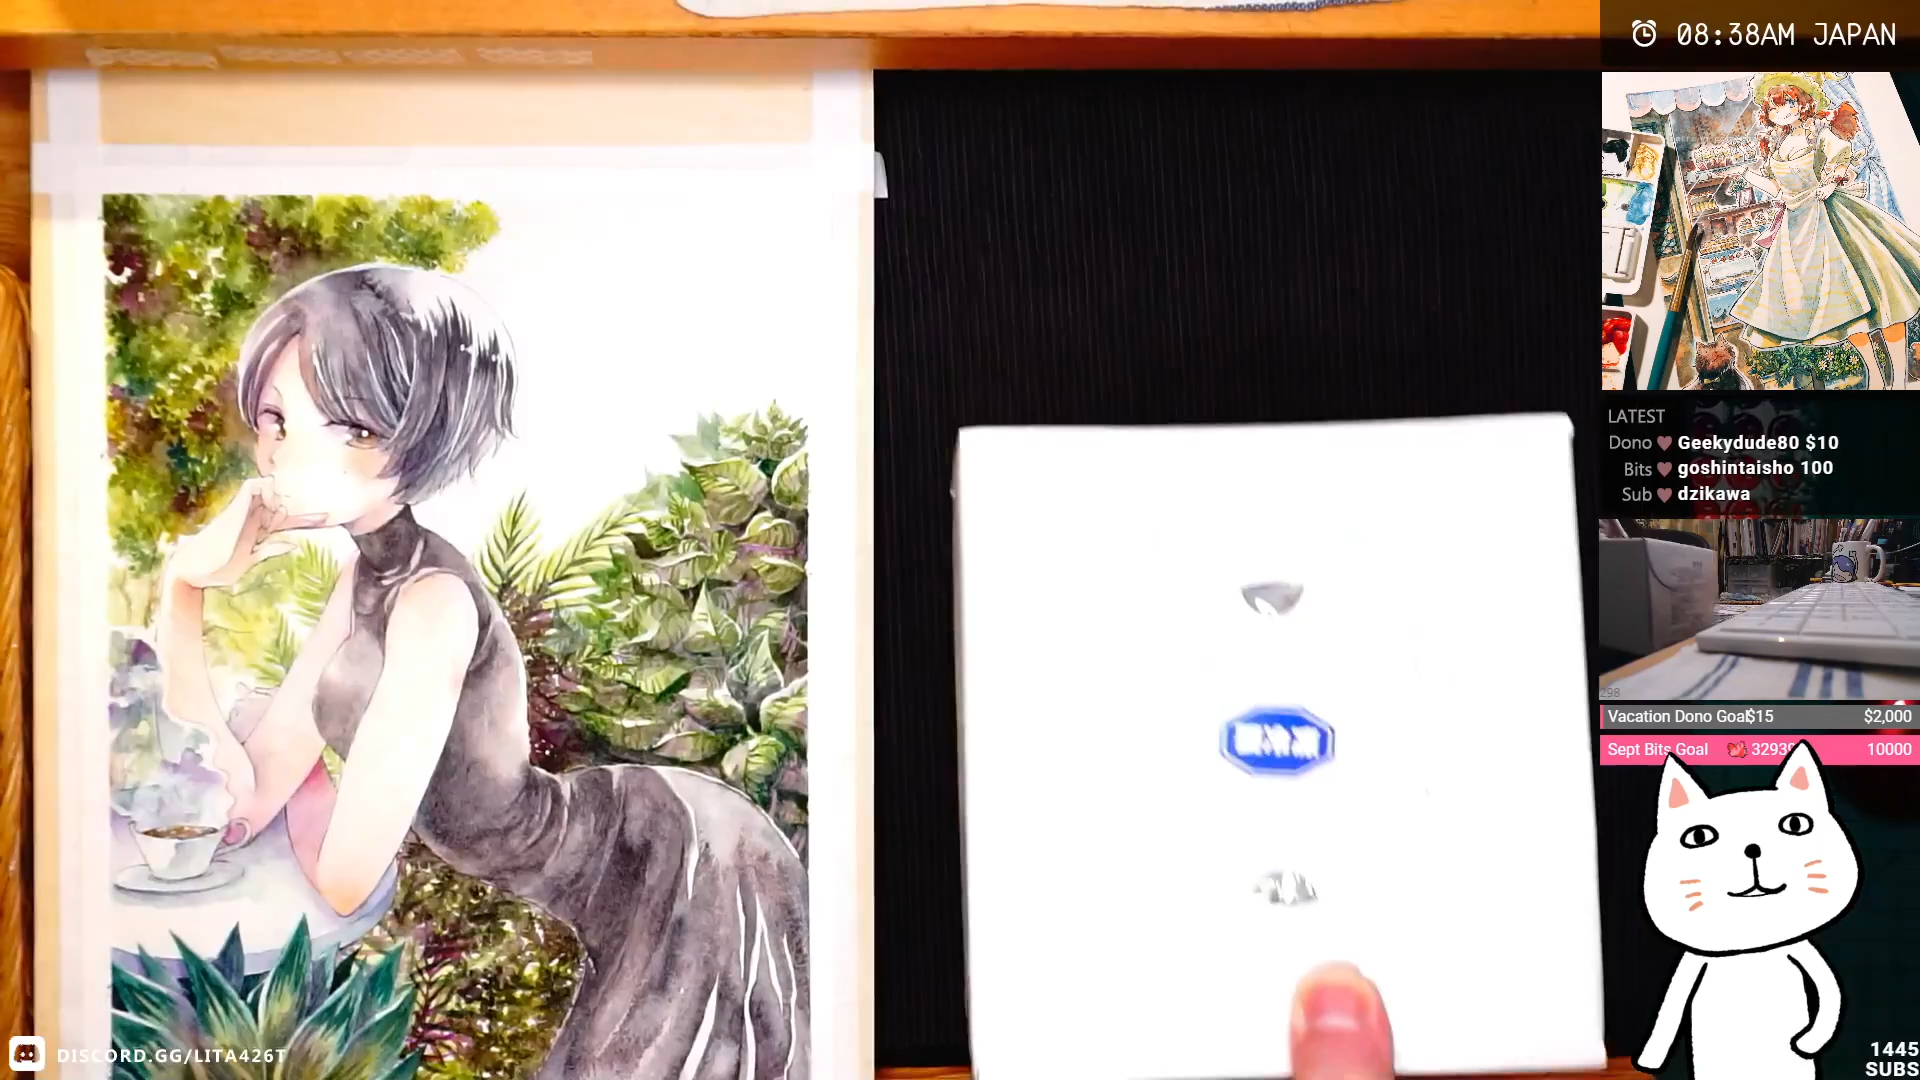 08:38AM JAPAN
LATEST
Dono Geekydude80 $10
Bits goshintaisho 100
Sub dzikawa
298
Vacation Dono Goal $15 $2,000
Sept Bits Goal 10000
DISCORD.GG/LITA426T
1445
SUBS